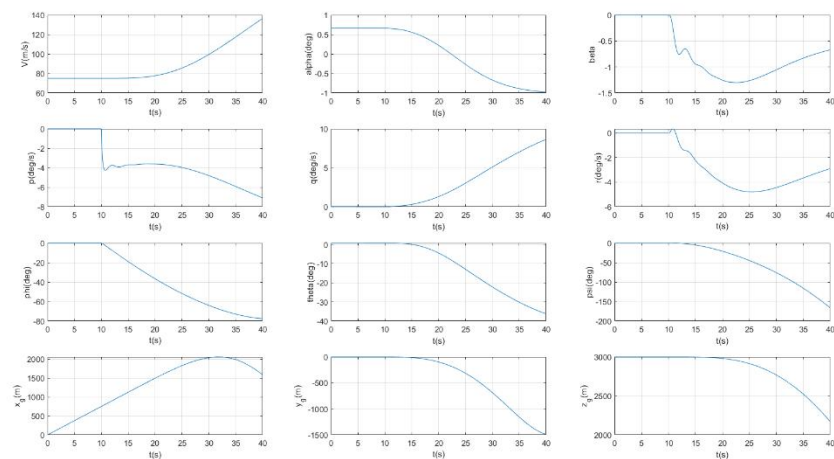 140
120
100
80
60
V(m/s)
0 5 10 15 20 25 30 35 40
t(s)
1
0.5
0
-0.5
-1
alpha(deg)
0 5 10 15 20 25 30 35 40
t(s)
0
-0.5
-1
-1.5
beta
0 5 10 15 20 25 30 35 40
t(s)
0
-2
-4
-6
-8
p(deg/s)
0 5 10 15 20 25 30 35 40
t(s)
10
5
0
q(deg/s)
0 5 10 15 20 25 30 35 40
t(s)
0
-2
-4
-6
r(deg/s)
0 5 10 15 20 25 30 35 40
t(s)
0
-20
-40
-60
-80
phi(deg)
0 5 10 15 20 25 30 35 40
t(s)
0
-10
-20
-30
-40
theta(deg)
0 5 10 15 20 25 30 35 40
t(s)
0
-50
-100
-150
-200
psi(deg)
0 5 10 15 20 25 30 35 40
t(s)
2000
1500
1000
500
0
x_g(m)
0 5 10 15 20 25 30 35 40
t(s)
0
-500
-1000
-1500
y_g(m)
0 5 10 15 20 25 30 35 40
t(s)
3000
2500
2000
z_g(m)
0 5 10 15 20 25 30 35 40
t(s)